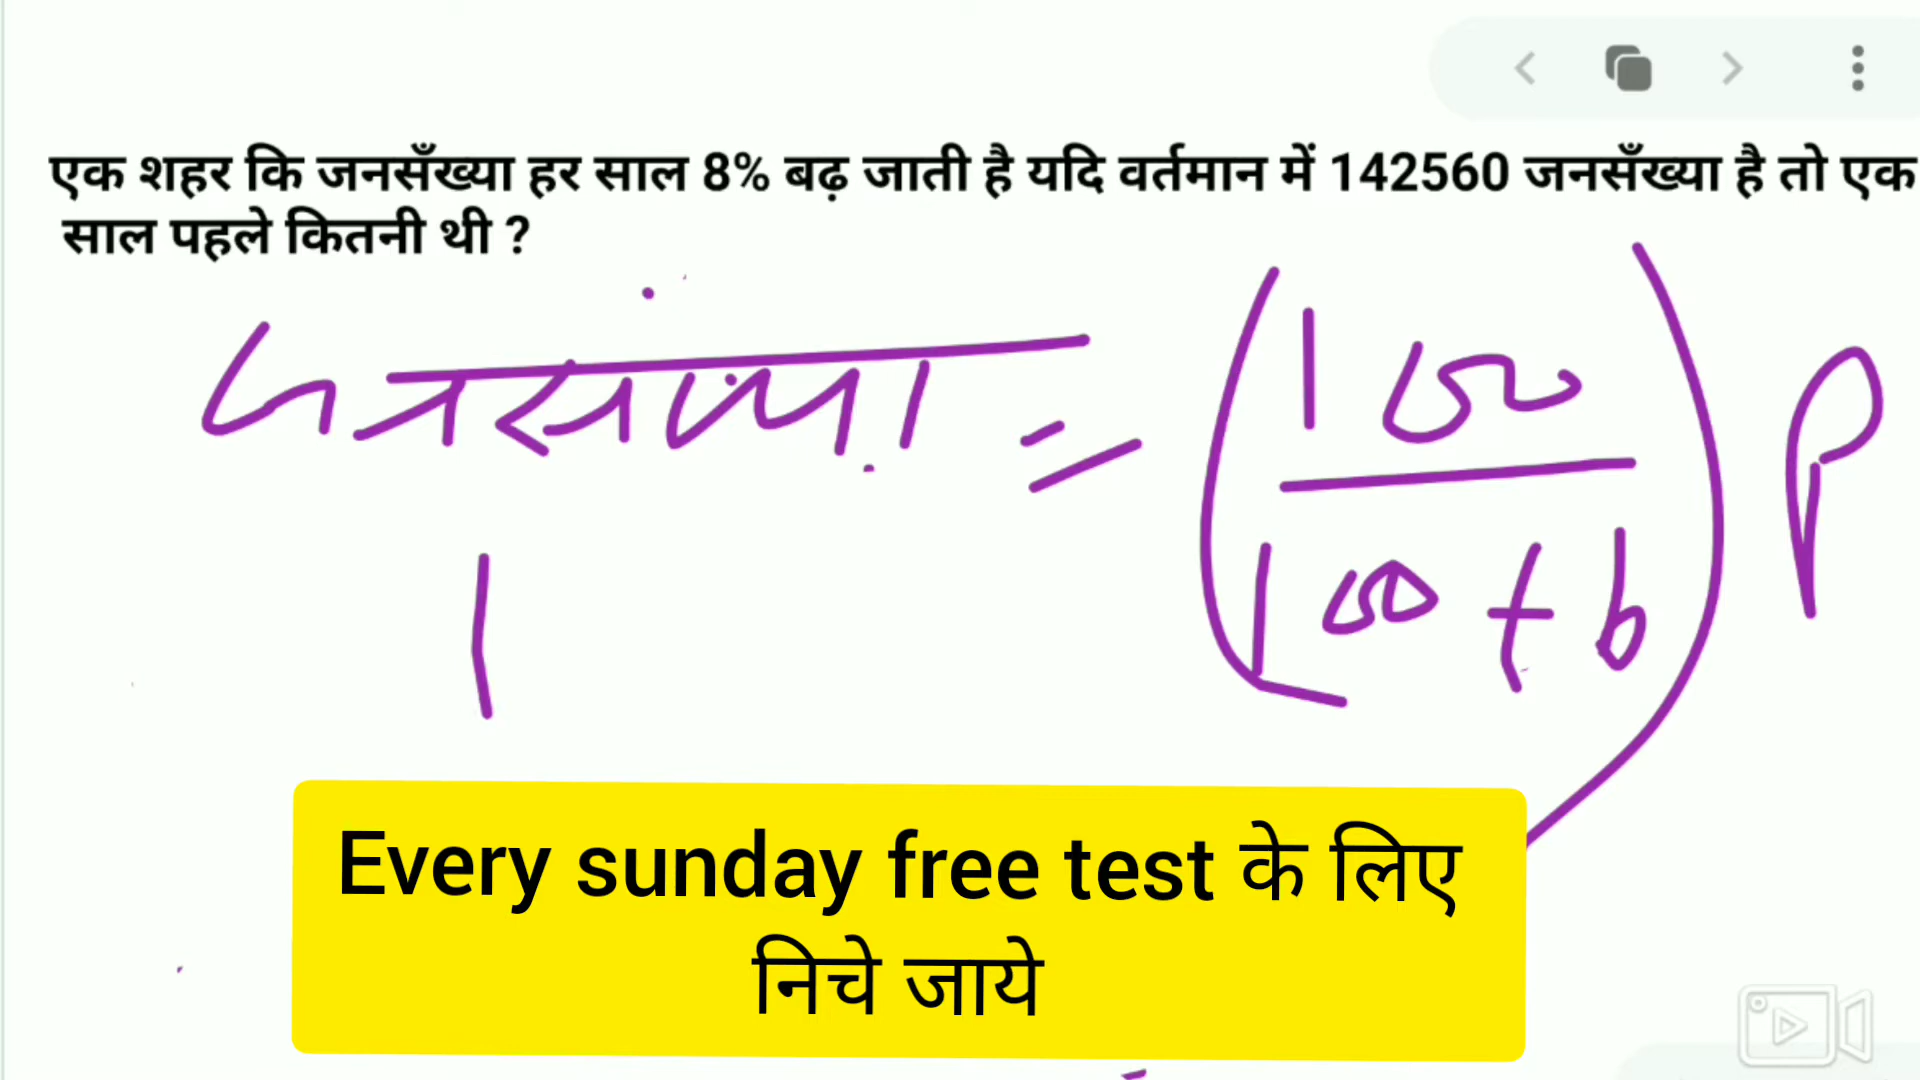 एक शहर कि जनसँख्या हर साल 8% बढ़ जाती है यदि वर्तमान में 142560 जनसँख्या है तो एक
साल पहले कितनी थी ?
जनसंख्या = (100 / 100 + b) P
1
Every sunday free test के लिए
निचे जाये